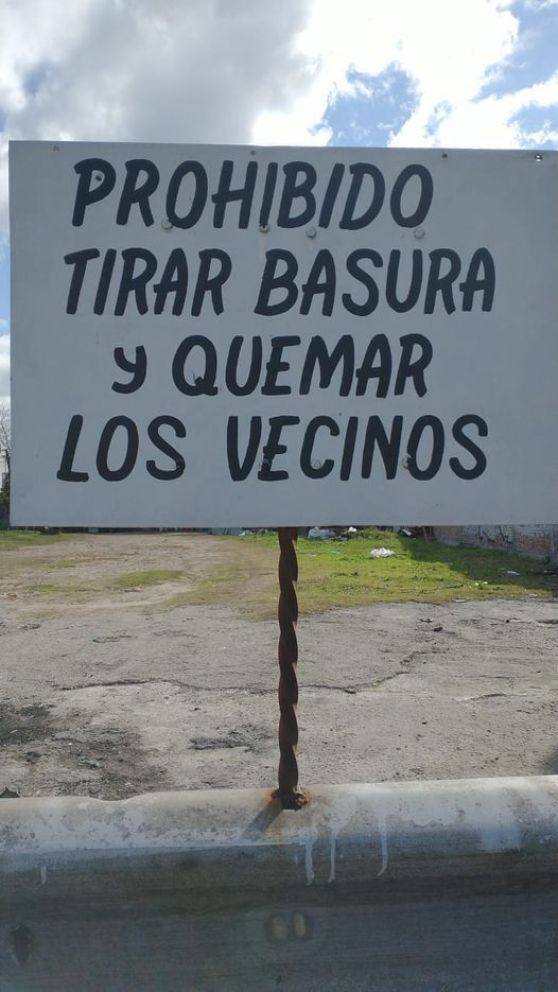 PROHIBIDO
TIRAR BASURA
y QUEMAR
LOS VECINOS